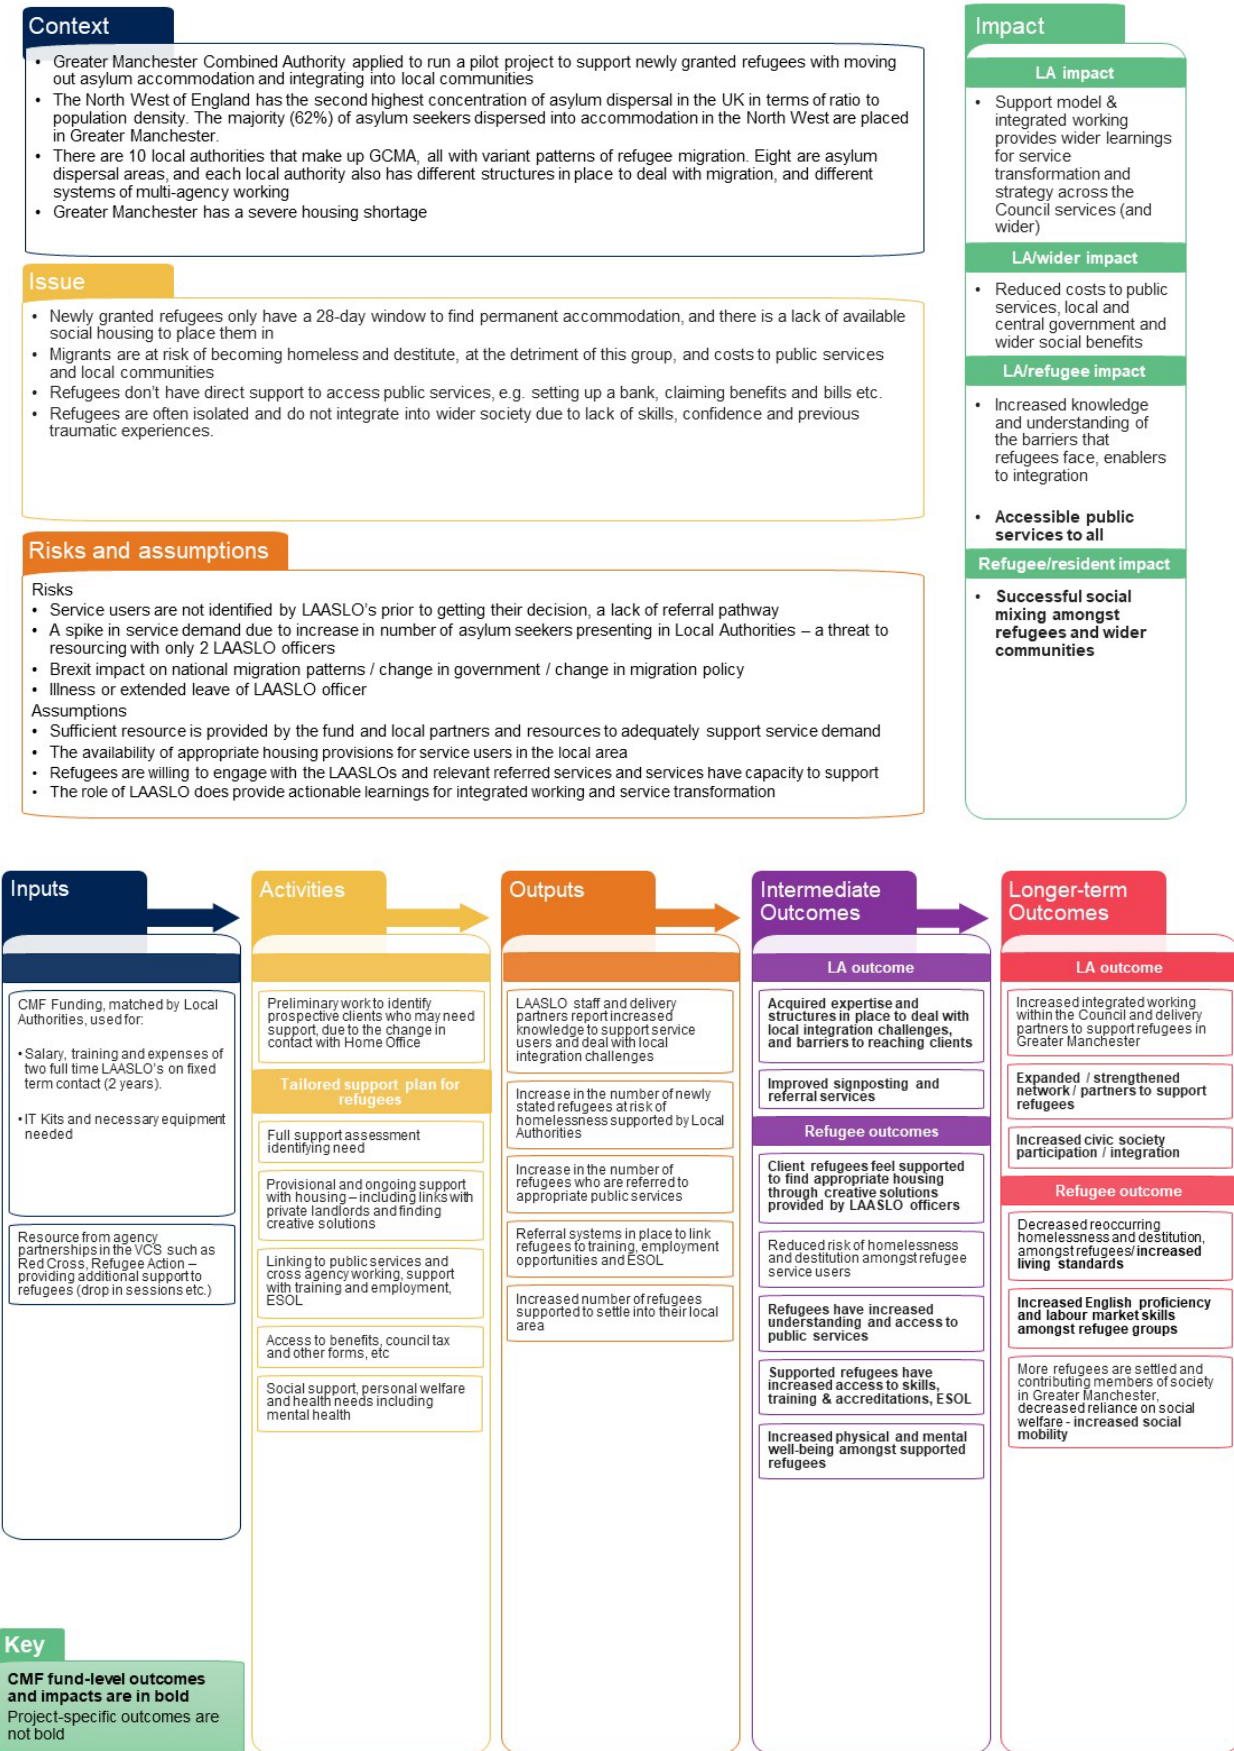 Context
• Greater Manchester Combined Authority applied to run a pilot project to support newly granted refugees with moving
out asylum accommodation and integrating into local communities
• The North West of England has the second highest concentration of asylum dispersal in the UK in terms of ratio to
population density. The majority (62%) of asylum seekers dispersed into accommodation in the North West are placed
in Greater Manchester.
• There are 10 local authorities that make up GCMA, all with variant patterns of refugee migration. Eight are asylum
dispersal areas, and each local authority also has different structures in place to deal with migration, and different
systems of multi-agency working
• Greater Manchester has a severe housing shortage
Issue
• Newly granted refugees only have a 28-day window to find permanent accommodation, and there is a lack of available
social housing to place them in
• Migrants are at risk of becoming homeless and destitute, at the detriment of this group, and costs to public services
and local communities
• Refugees don't have direct support to access public services, e.g. setting up a bank, claiming benefits and bills etc.
• Refugees are often isolated and do not integrate into wider society due to lack of skills, confidence and previous
traumatic experiences.
Risks and assumptions
Risks
• Service users are not identified by LAASLO's prior to getting their decision, a lack of referral pathway
• A spike in service demand due to increase in number of asylum seekers presenting in Local Authorities – a threat to
resourcing with only 2 LAASLO officers
• Brexit impact on national migration patterns / change in government / change in migration policy
• Illness or extended leave of LAASLO officer
Assumptions
• Sufficient resource is provided by the fund and local partners and resources to adequately support service demand
• The availability of appropriate housing provisions for service users in the local area
• Refugees are willing to engage with the LAASLOs and relevant referred services and services have capacity to support
• The role of LAASLO does provide actionable learnings for integrated working and service transformation
Impact
LA impact
• Support model &
integrated working
provides wider learnings
for service
transformation and
strategy across the
Council services (and
wider)
LA/wider impact
• Reduced costs to public
services, local and
central government and
wider social benefits
LA/refugee impact
• Increased knowledge
and understanding of
the barriers that
refugees face, enablers
to integration
• Accessible public
services to all
Refugee/resident impact
• Successful social
mixing amongst
refugees and wider
communities
Inputs
CMF Funding, matched by Local
Authorities, used for:
• Salary, training and expenses of
two full time LAASLO's on fixed
term contact (2 years).
• IT Kits and necessary equipment
needed
Resource from agency
partnerships in the VCS such as
Red Cross, Refugee Action –
providing additional support to
refugees (drop in sessions etc.)
Activities
Preliminary work to identify
prospective clients who may need
support, due to the change in
contact with Home Office
Tailored support plan for
refugees
Full support assessment
identifying need
Provisional and ongoing support
with housing – including links with
private landlords and finding
creative solutions
Linking to public services and
cross agency working, support
with training and employment,
ESOL
Access to benefits, council tax
and other forms, etc
Social support, personal welfare
and health needs including
mental health
Outputs
LAASLO staff and delivery
partners report increased
knowledge to support service
users and deal with local
integration challenges
Increase in the number of newly
stated refugees at risk of
homelessness supported by Local
Authorities
Increase in the number of
refugees who are referred to
appropriate public services
Referral systems in place to link
refugees to training, employment
opportunities and ESOL
Increased number of refugees
supported to settle into their local
area
Intermediate
Outcomes
LA outcome
Acquired expertise and
structures in place to deal with
local integration challenges,
and barriers to reaching clients
Improved signposting and
referral services
Refugee outcomes
Client refugees feel supported
to find appropriate housing
through creative solutions
provided by LAASLO officers
Reduced risk of homelessness
and destitution amongst refugee
service users
Refugees have increased
understanding and access to
public services
Supported refugees have
increased access to skills,
training & accreditations, ESOL
Increased physical and mental
well-being amongst supported
refugees
Longer-term
Outcomes
LA outcome
Increased integrated working
within the Council and delivery
partners to support refugees in
Greater Manchester
Expanded / strengthened
network / partners to support
refugees
Increased civic society
participation / integration
Refugee outcome
Decreased reoccurring
homelessness and destitution,
amongst refugees/ increased
living standards
Increased English proficiency
and labour market skills
amongst refugee groups
More refugees are settled and
contributing members of society
in Greater Manchester,
decreased reliance on social
welfare - increased social
mobility
Key
CMF fund-level outcomes
and impacts are in bold
Project-specific outcomes are
not bold